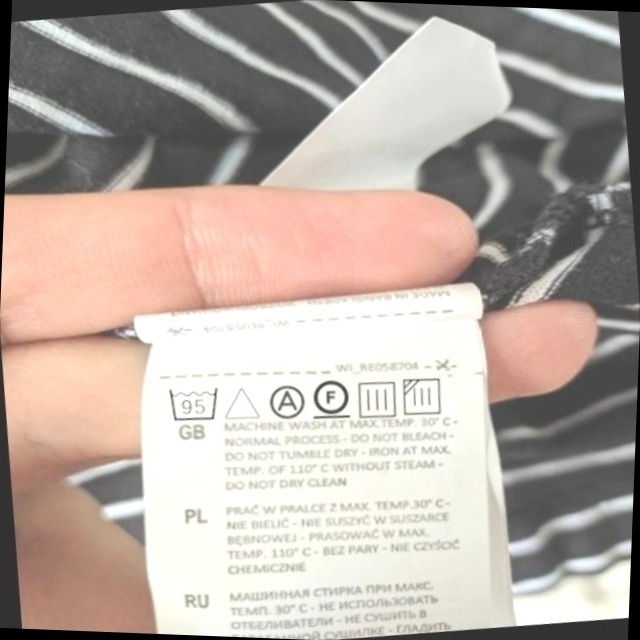 WI_RE058704
95 A F
GB MACHINE WASH AT MAX.TEMP. 30° C -
NORMAL PROCESS - DO NOT BLEACH -
DO NOT TUMBLE DRY - IRON AT MAX.
TEMP. OF 110° C WITHOUT STEAM -
DO NOT DRY CLEAN
PL PRAĆ W PRALCE Z MAX. TEMP.30° C -
NIE BIELIĆ - NIE SUSZYĆ W SUSZARCE
BĘBNOWEJ - PRASOWAĆ W MAX.
TEMP. 110° C - BEZ PARY - NIE CZYŚCIĆ
CHEMICZNIE
RU МАШИННАЯ СТИРКА ПРИ МАКС.
ТЕМП. 30° C - НЕ ИСПОЛЬЗОВАТЬ
ОТБЕЛИВАТЕЛИ - НЕ СУШИТЬ В
СУШИЛКЕ - ГЛАДИТЬ